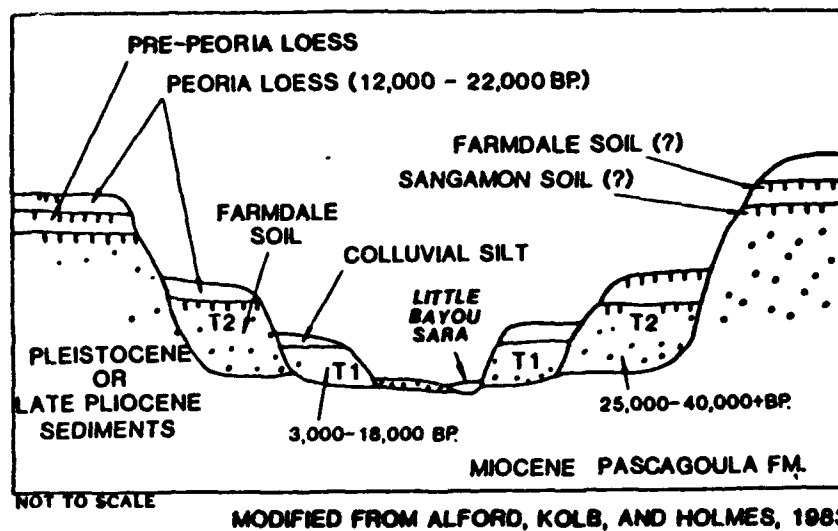 PRE-PEORIA LOESS
PEORIA LOESS (12,000 - 22,000 BP.)
FARMDALE SOIL (?)
SANGAMON SOIL (?)
FARMDALE
SOIL
COLLUVIAL SILT
LITTLE
BAYOU
SARA
T2
T1
T1
T2
PLEISTOCENE
OR
LATE PLIOCENE
SEDIMENTS
3,000-18,000 BP.
25,000-40,000+BP.
MIOCENE PASCAGOULA FM.
NOT TO SCALE
MODIFIED FROM ALFORD, KOLB, AND HOLMES,